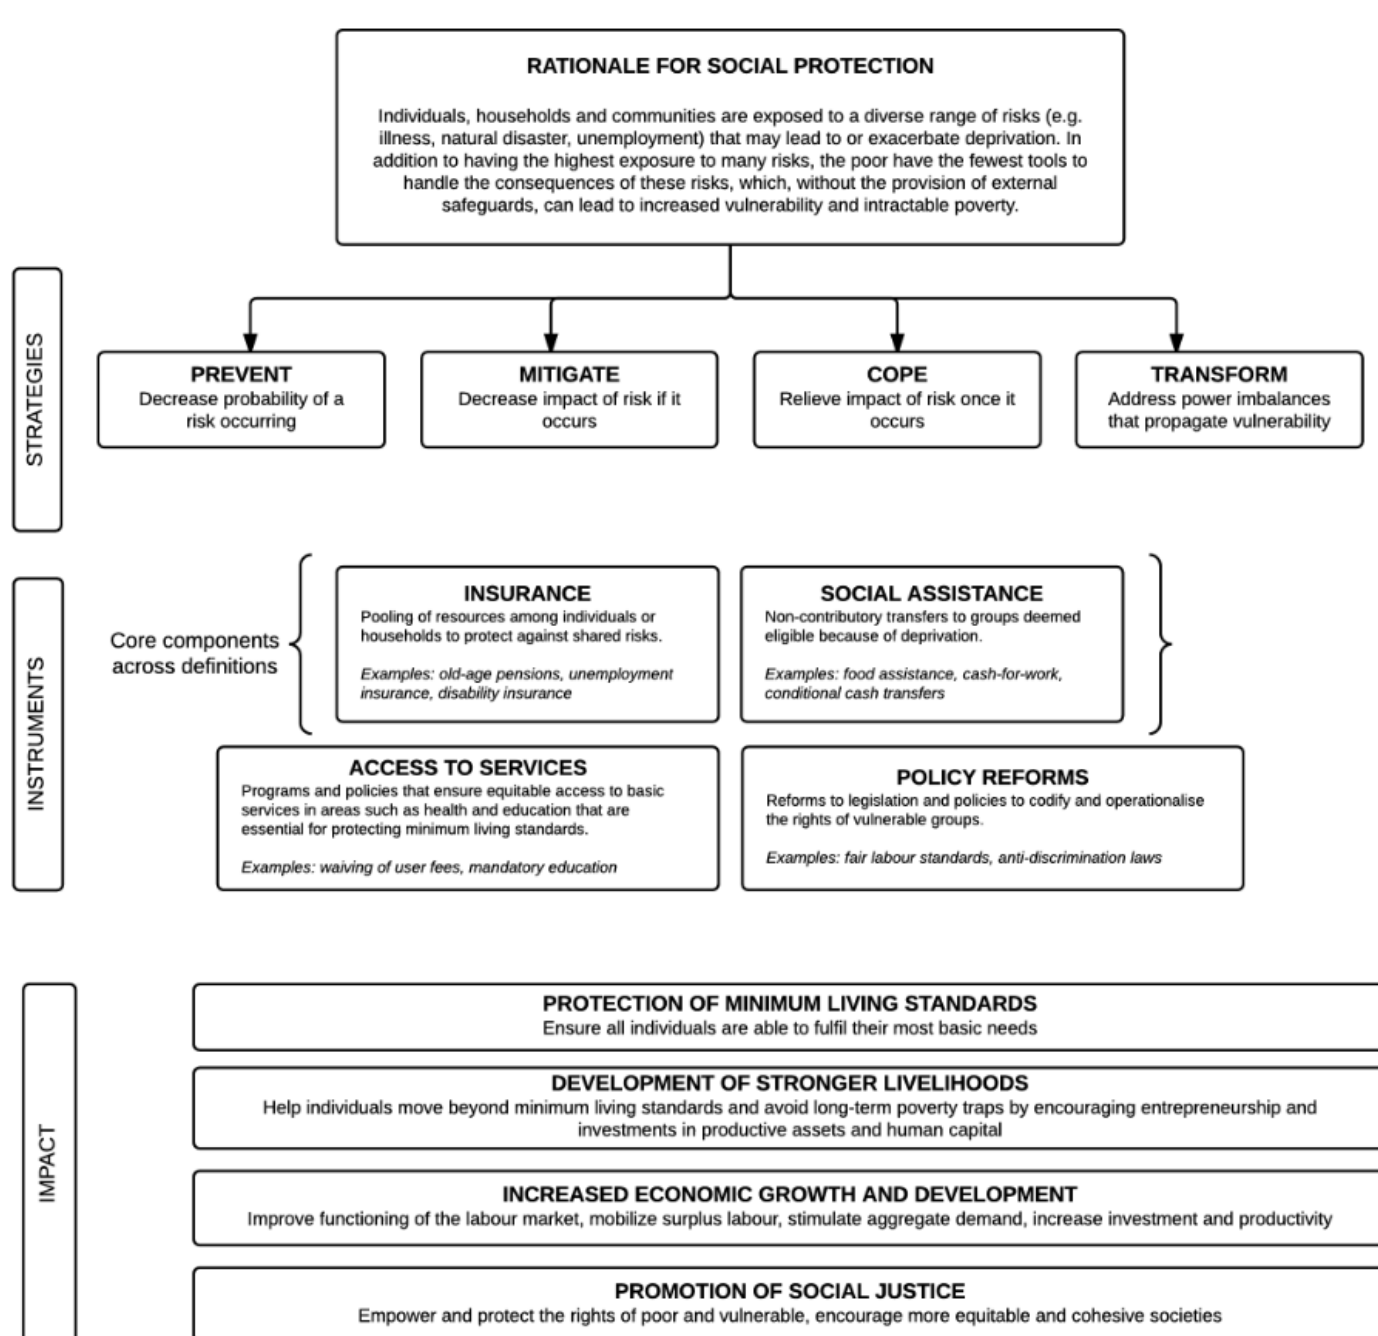 RATIONALE FOR SOCIAL PROTECTION
Individuals, households and communities are exposed to a diverse range of risks (e.g.
illness, natural disaster, unemployment) that may lead to or exacerbate deprivation. In
addition to having the highest exposure to many risks, the poor have the fewest tools to
handle the consequences of these risks, which, without the provision of external
safeguards, can lead to increased vulnerability and intractable poverty.
STRATEGIES
PREVENT
Decrease probability of a
risk occurring
MITIGATE
Decrease impact of risk if it
occurs
COPE
Relieve impact of risk once it
occurs
TRANSFORM
Address power imbalances
that propagate vulnerability
INSTRUMENTS
Core components
across definitions
INSURANCE
Pooling of resources among individuals or
households to protect against shared risks.
Examples: old-age pensions, unemployment
insurance, disability insurance
SOCIAL ASSISTANCE
Non-contributory transfers to groups deemed
eligible because of deprivation.
Examples: food assistance, cash-for-work,
conditional cash transfers
ACCESS TO SERVICES
Programs and policies that ensure equitable access to basic
services in areas such as health and education that are
essential for protecting minimum living standards.
Examples: waiving of user fees, mandatory education
POLICY REFORMS
Reforms to legislation and policies to codify and operationalise
the rights of vulnerable groups.
Examples: fair labour standards, anti-discrimination laws
IMPACT
PROTECTION OF MINIMUM LIVING STANDARDS
Ensure all individuals are able to fulfil their most basic needs
DEVELOPMENT OF STRONGER LIVELIHOODS
Help individuals move beyond minimum living standards and avoid long-term poverty traps by encouraging entrepreneurship and
investments in productive assets and human capital
INCREASED ECONOMIC GROWTH AND DEVELOPMENT
Improve functioning of the labour market, mobilize surplus labour, stimulate aggregate demand, increase investment and productivity
PROMOTION OF SOCIAL JUSTICE
Empower and protect the rights of poor and vulnerable, encourage more equitable and cohesive societies